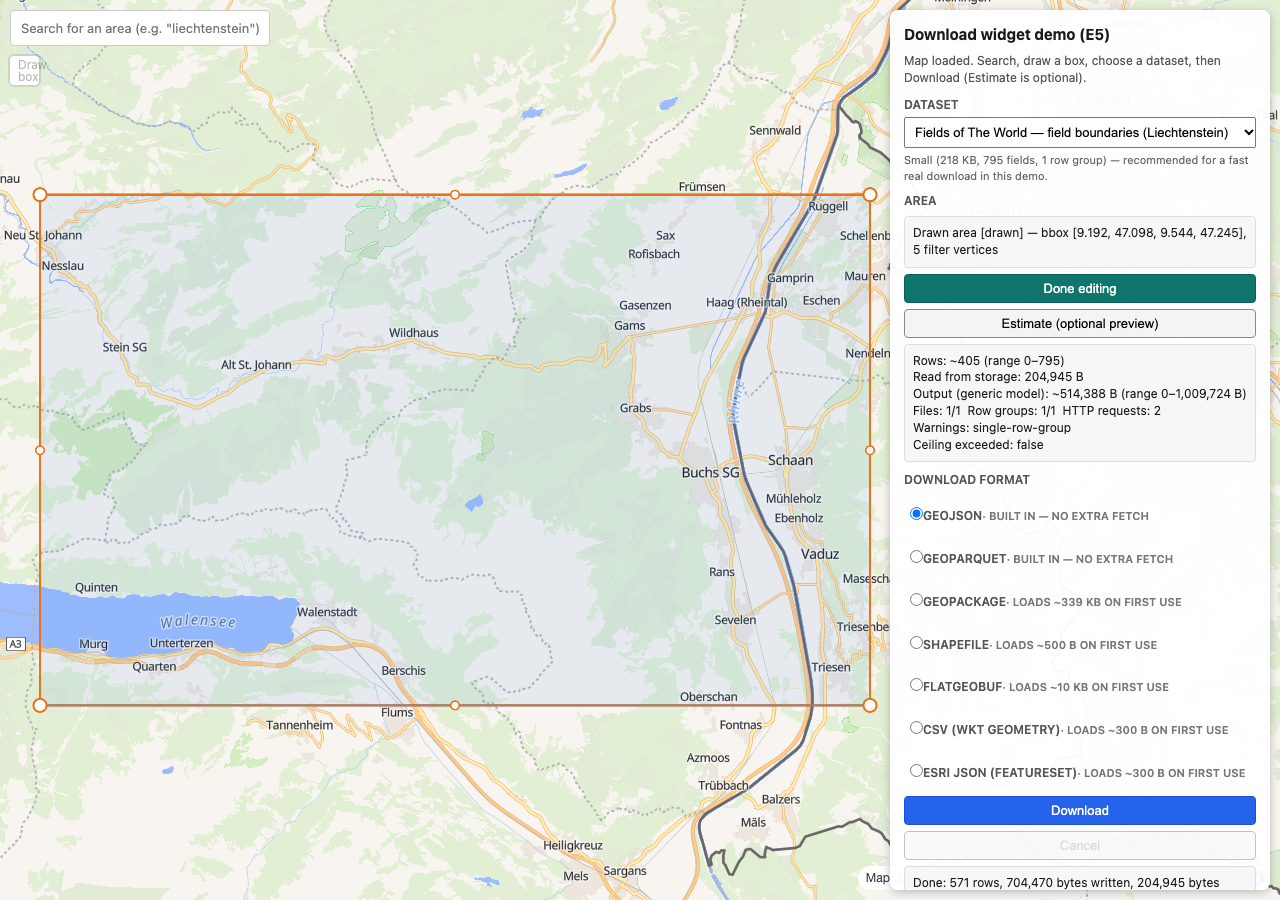 Search for an area (e.g. "liechtenstein")
Draw
box
Sennwald
nau
Frümsen
Ruggell
Neu St. Johann
Sax
Schellenb
Rofisbach
Nesslau
Gamprin
Mauren
Gasenzen
Haag (Rheintal)
Eschen
Gams
Wildhaus
Stein SG
Nendeln
Alt St. Johann
Rhine
Grabs
Schaan
Buchs SG
Mühleholz
Ebenholz
Vaduz
Rans
Masescha
Quinten
Walenstadt
Walensee
Sevelen
Triesenbe
A3
Murg
Unterterzen
Quarten
Berschis
Triesen
Oberschan
Flums
Tannenheim
Fontnas
Azmoos
Trübbach
Balzers
Mäls
Heiligkreuz
Sargans
Mels
Map
Download widget demo (E5)
Map loaded. Search, draw a box, choose a dataset, then
Download (Estimate is optional).
DATASET
Fields of The World — field boundaries (Liechtenstein)
Small (218 KB, 795 fields, 1 row group) — recommended for a fast
real download in this demo.
AREA
Drawn area [drawn] — bbox [9.192, 47.098, 9.544, 47.245],
5 filter vertices
Done editing
Estimate (optional preview)
Rows: ~405 (range 0–795)
Read from storage: 204,945 B
Output (generic model): ~514,388 B (range 0–1,009,724 B)
Files: 1/1 Row groups: 1/1 HTTP requests: 2
Warnings: single-row-group
Ceiling exceeded: false
DOWNLOAD FORMAT
GEOJSON · BUILT IN — NO EXTRA FETCH
GEOPARQUET · BUILT IN — NO EXTRA FETCH
GEOPACKAGE · LOADS ~339 KB ON FIRST USE
SHAPEFILE · LOADS ~500 B ON FIRST USE
FLATGEOBUF · LOADS ~10 KB ON FIRST USE
CSV (WKT GEOMETRY) · LOADS ~300 B ON FIRST USE
ESRI JSON (FEATURESET) · LOADS ~300 B ON FIRST USE
Download
Cancel
Done: 571 rows, 704,470 bytes written, 204,945 bytes